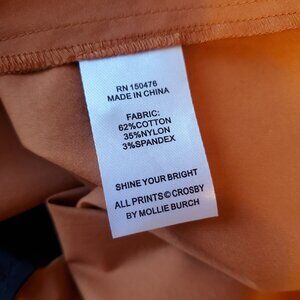 RN 150476
MADE IN CHINA
FABRIC:
62%COTTON
35%NYLON
3%SPANDEX
SHINE YOUR BRIGHT
ALL PRINTS©CROSBY
BY MOLLIE BURCH